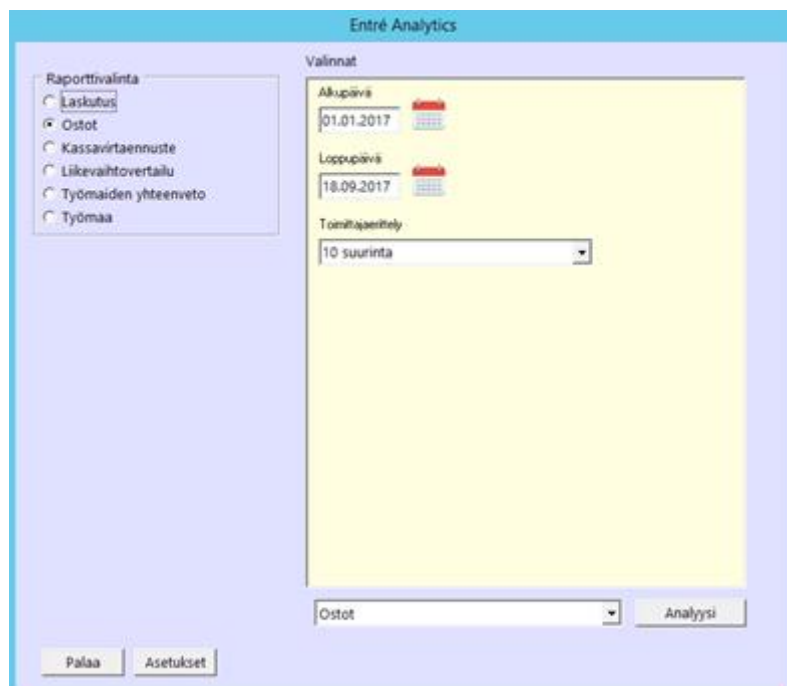 Entré Analytics
Raporttivalinta
Laskutus
Ostot
Kassavirtaennuste
Liikevaihtovertailu
Työmaiden yhteenveto
Työmaa
Valinnat
Alkupäivä
01.01.2017
Loppupäivä
18.09.2017
Toimittajaerittely
10 suurinta
Ostot
Analyysi
Palaa
Asetukset